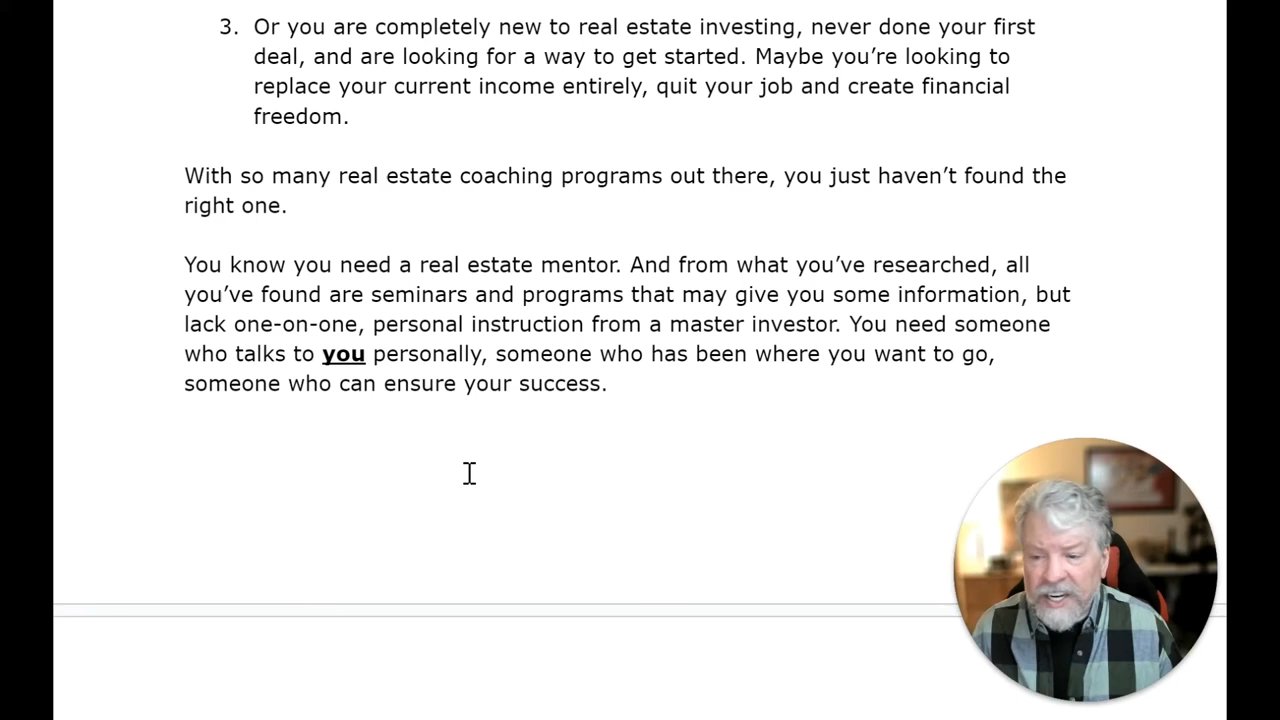 3. Or you are completely new to real estate investing, never done your first
deal, and are looking for a way to get started. Maybe you’re looking to
replace your current income entirely, quit your job and create financial
freedom.
With so many real estate coaching programs out there, you just haven’t found the
right one.
You know you need a real estate mentor. And from what you’ve researched, all
you’ve found are seminars and programs that may give you some information, but
lack one-on-one, personal instruction from a master investor. You need someone
who talks to you personally, someone who has been where you want to go,
someone who can ensure your success.